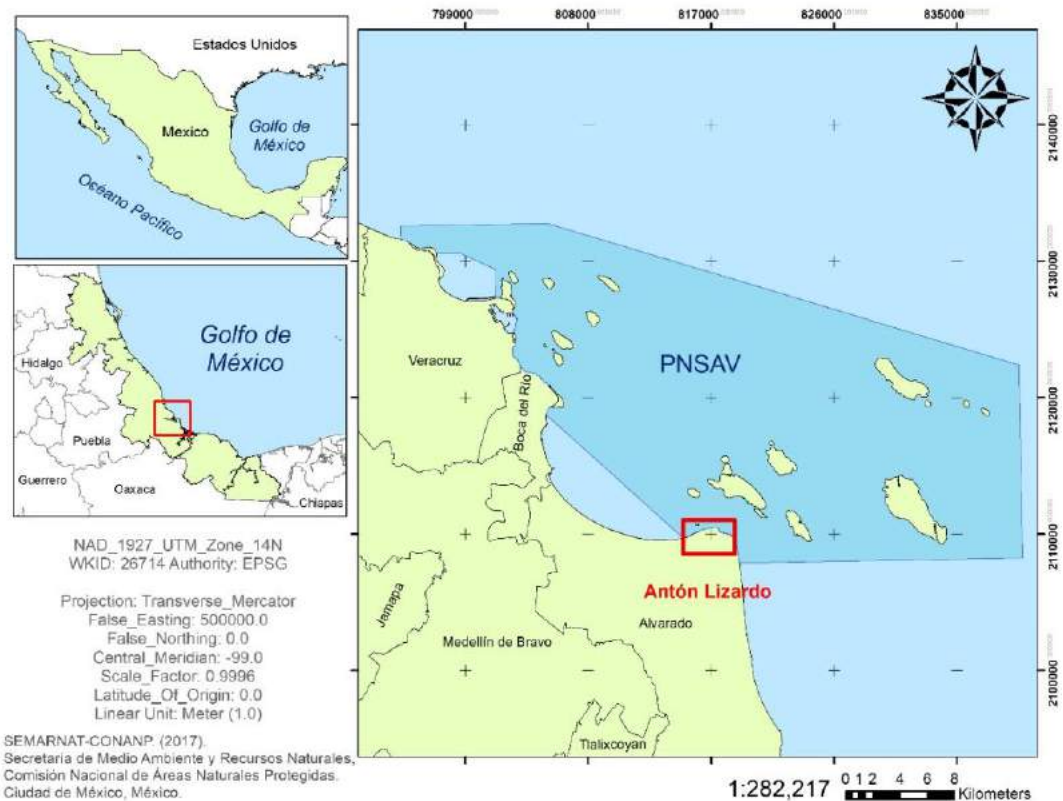 Estados Unidos
Mexico
Golfo de
México
Océano Pacífico
Golfo de
México
Hidalgo
Puebla
Guerrero
Oaxaca
Chiapas
NAD_1927_UTM_Zone_14N
WKID: 26714 Authority: EPSG
Projection: Transverse_Mercator
False_Easting: 500000.0
False_Northing: 0.0
Central_Meridian: -99.0
Scale_Factor: 0.9996
Latitude_Of_Origin: 0.0
Linear Unit: Meter (1.0)
SEMARNAT-CONANP. (2017).
Secretaría de Medio Ambiente y Recursos Naturales,
Comisión Nacional de Áreas Naturales Protegidas.
Ciudad de México, México.
799000 808000 817000 826000 835000
2140000
2130000
2120000
2110000
2100000
PNSAV
Veracruz
Boca del Río
Antón Lizardo
Alvarado
Jamapa
Medellín de Bravo
Tlalixcoyan
1:282,217
0 1 2 4 6 8
Kilometers